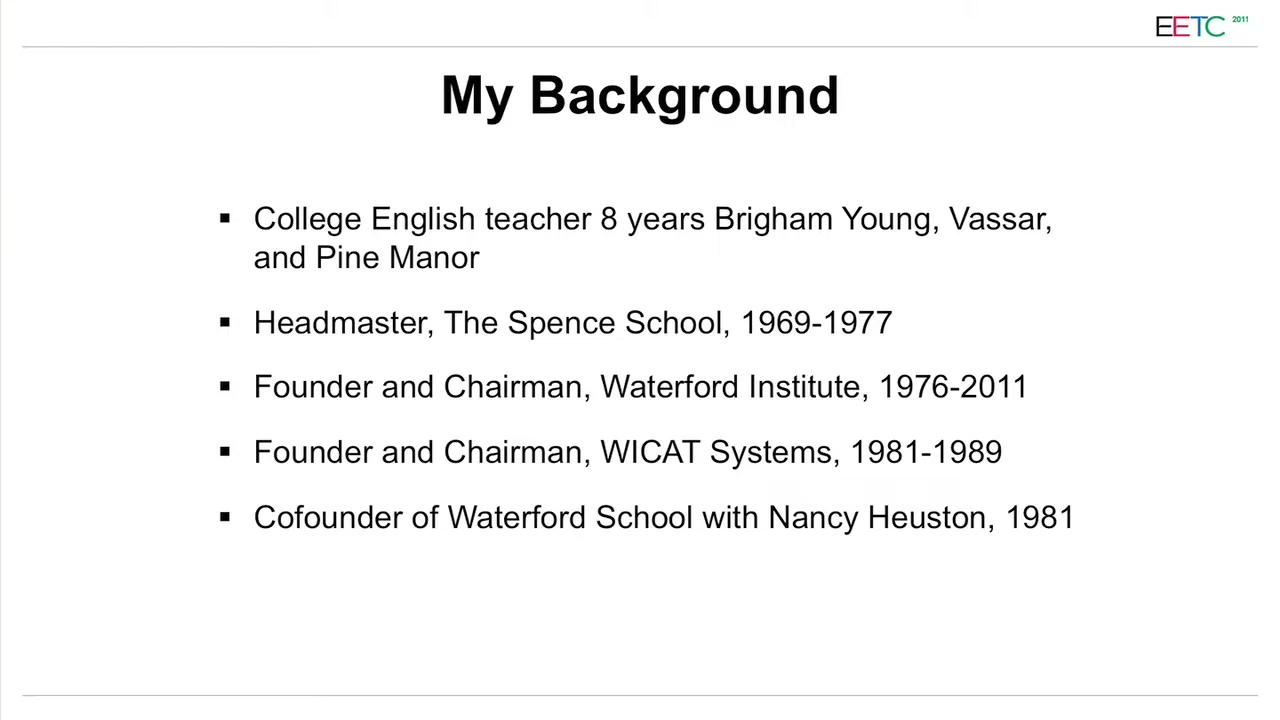 EETC 2011
My Background
▪ College English teacher 8 years Brigham Young, Vassar,
and Pine Manor
▪ Headmaster, The Spence School, 1969-1977
▪ Founder and Chairman, Waterford Institute, 1976-2011
▪ Founder and Chairman, WICAT Systems, 1981-1989
▪ Cofounder of Waterford School with Nancy Heuston, 1981